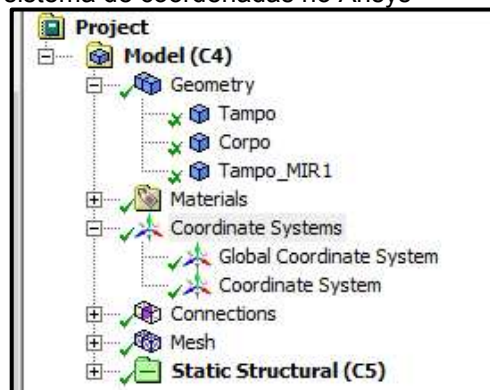 sistema de coordenadas no Ansys
Project
Model (C4)
Geometry
Tampo
Corpo
Tampo_MIR1
Materials
Coordinate Systems
Global Coordinate System
Coordinate System
Connections
Mesh
Static Structural (C5)